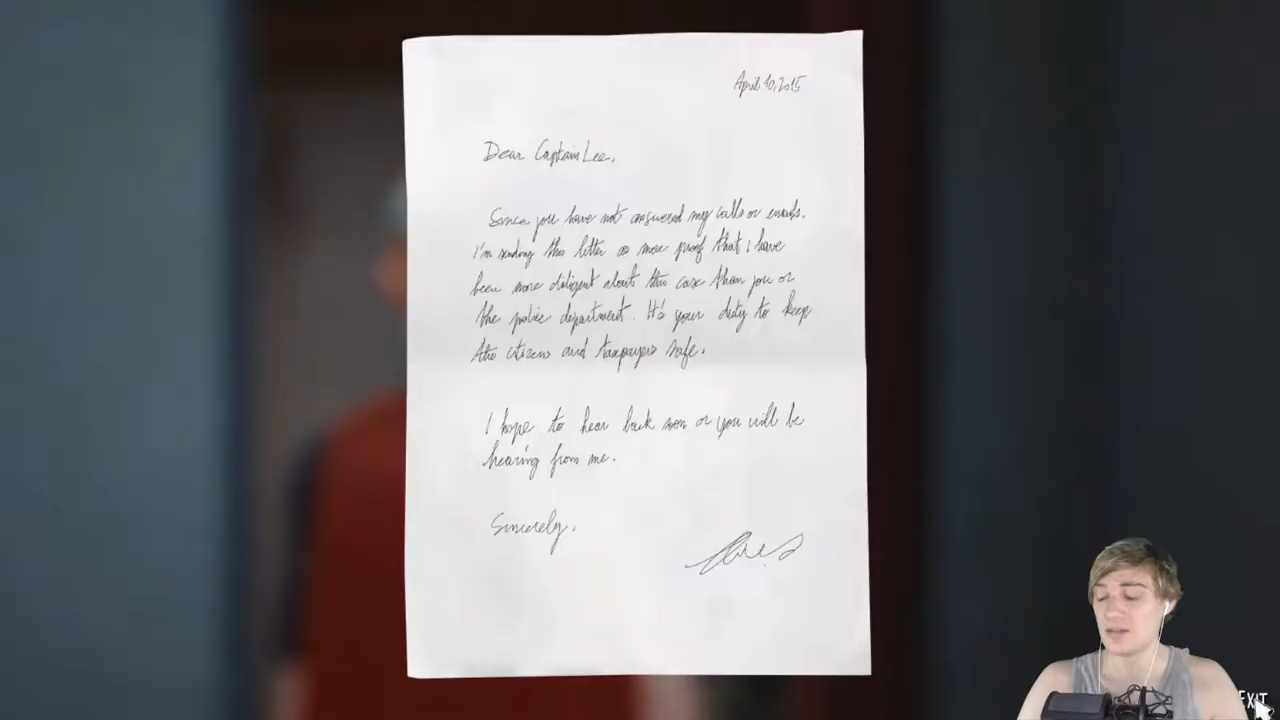 April 10, 2015
Dear Captain Lee,
Since you have not answered my calls or emails.
I'm sending this letter as more proof that I have
been more diligent about this case than you or
the police department. It's your duty to keep
the citizens and taxpayers safe.
I hope to hear back soon or you will be
hearing from me.
Sincerely,
EXIT